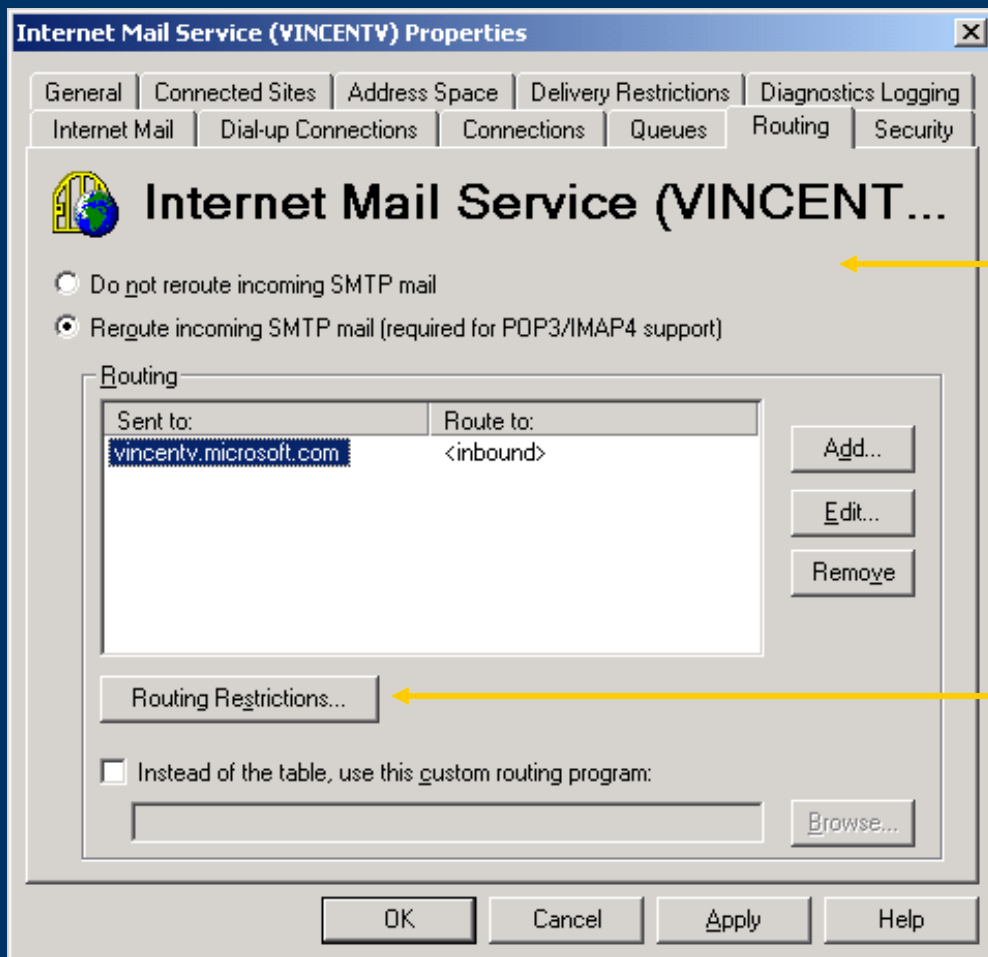 Internet Mail Service (VINCENTV) Properties
General Connected Sites Address Space Delivery Restrictions Diagnostics Logging
Internet Mail Dial-up Connections Connections Queues Routing Security
Internet Mail Service (VINCENT...
Do not reroute incoming SMTP mail
Reroute incoming SMTP mail (required for POP3/IMAP4 support)
Routing
Sent to: Route to:
vincentv.microsoft.com <inbound>
Add...
Edit...
Remove
Routing Restrictions...
Instead of the table, use this custom routing program:
Browse...
OK Cancel Apply Help